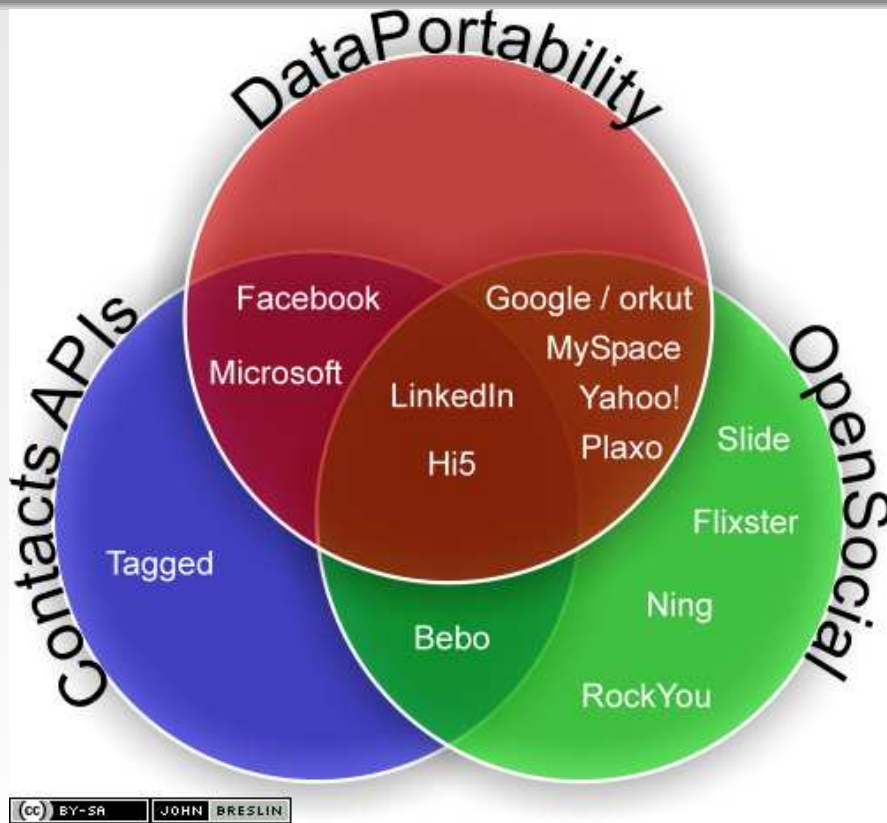 DataPortability
Contacts APIs
OpenSocial
Facebook
Google / orkut
Microsoft
MySpace
LinkedIn
Yahoo!
Hi5
Plaxo
Slide
Flixster
Tagged
Ning
Bebo
RockYou
(cc) BY-SA JOHN BRESLIN